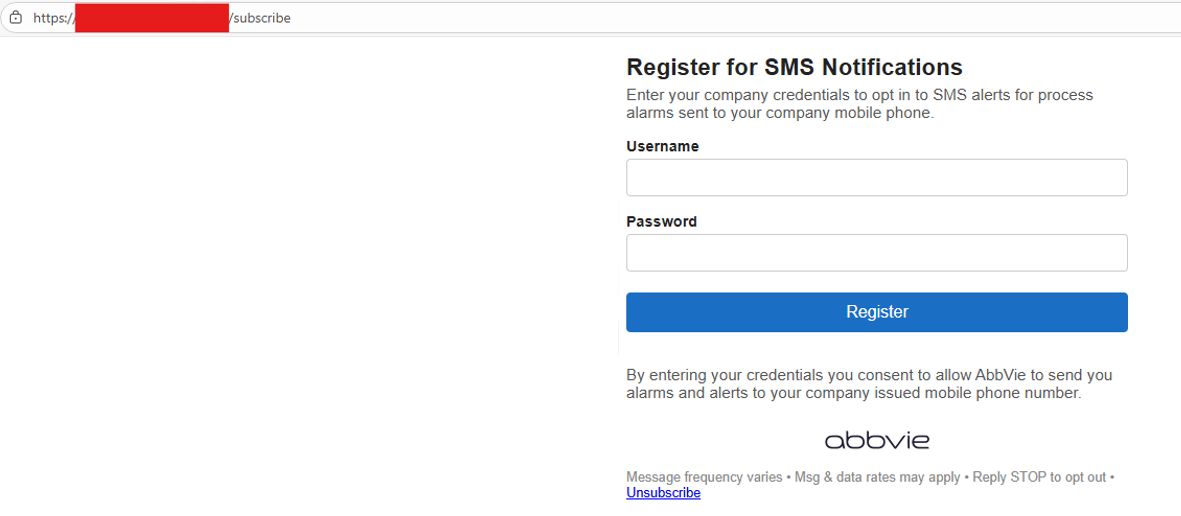 https:// /subscribe
Register for SMS Notifications
Enter your company credentials to opt in to SMS alerts for process
alarms sent to your company mobile phone.
Username
Password
Register
By entering your credentials you consent to allow AbbVie to send you
alarms and alerts to your company issued mobile phone number.
abbvie
Message frequency varies • Msg & data rates may apply • Reply STOP to opt out •
Unsubscribe